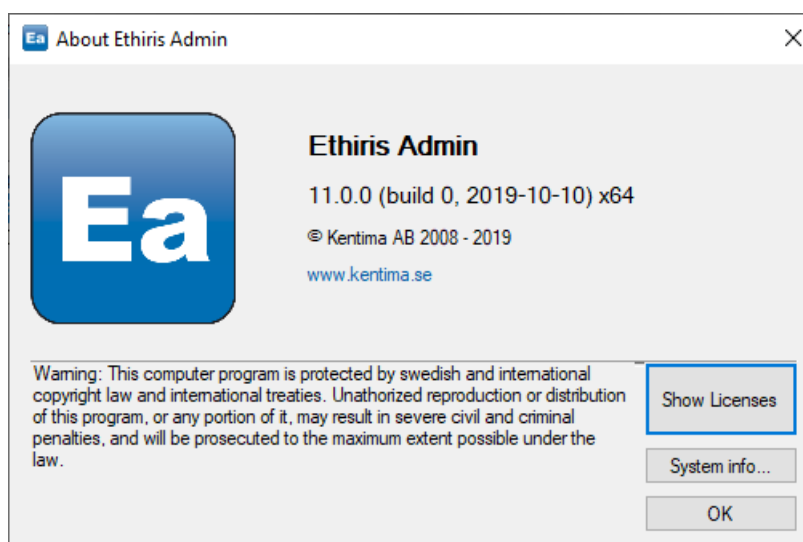 Ea About Ethiris Admin
Ea
Ethiris Admin
11.0.0 (build 0, 2019-10-10) x64
© Kentima AB 2008 - 2019
www.kentima.se
Warning: This computer program is protected by swedish and international
copyright law and international treaties. Unathorized reproduction or distribution
of this program, or any portion of it, may result in severe civil and criminal
penalties, and will be prosecuted to the maximum extent possible under the
law.
Show Licenses
System info...
OK